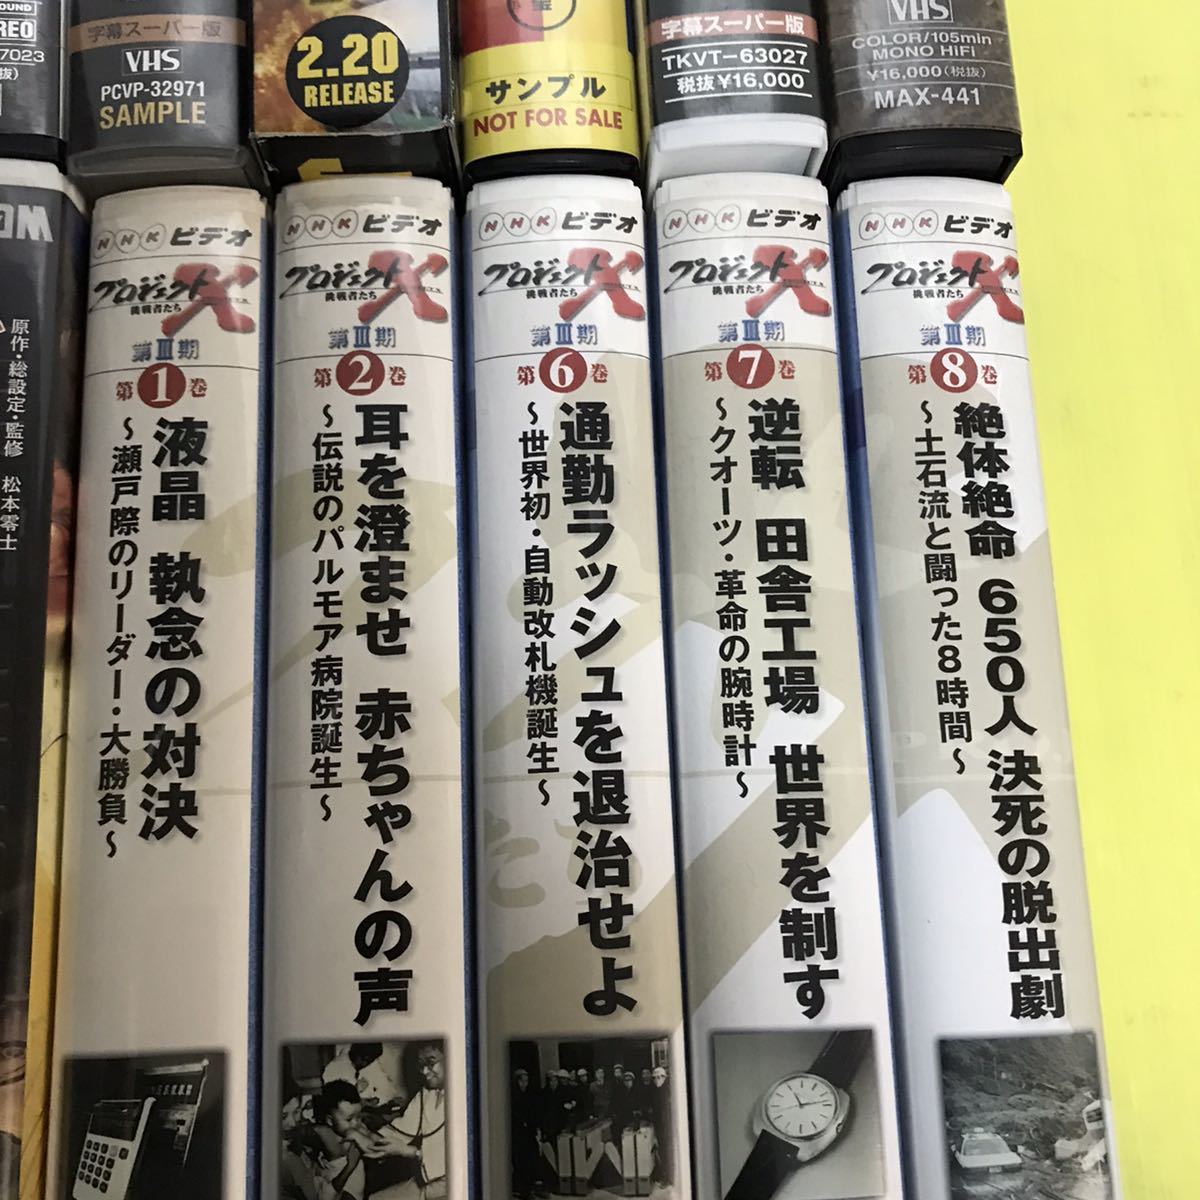 OUND
REO
7023
抜)
字幕スーパー版
VHS
PCVP-32971
SAMPLE
2.20
RELEASE
サンプル
NOT FOR SALE
字幕スーパー版
TKVT-63027
税抜¥16,000
VHS
COLOR/105min
MONO HiFi
¥16,000(税抜)
MAX-441
原作・総設定・監修 松本零士
NHKビデオ
プロジェクトX
挑戦者たち
第Ⅲ期
第1巻
液晶 執念の対決
〜瀬戸際のリーダー・大勝負〜
NHKビデオ
プロジェクトX
挑戦者たち
第Ⅲ期
第2巻
耳を澄ませ 赤ちゃんの声
〜伝説のパルモア病院誕生〜
NHKビデオ
プロジェクトX
挑戦者たち
第Ⅲ期
第6巻
通勤ラッシュを退治せよ
〜世界初・自動改札機誕生〜
NHKビデオ
プロジェクトX
挑戦者たち
第Ⅲ期
第7巻
逆転 田舎工場 世界を制す
〜クオーツ・革命の腕時計〜
NHKビデオ
プロジェクトX
挑戦者たち
第Ⅲ期
第8巻
絶体絶命 650人 決死の脱出劇
〜土石流と闘った8時間〜